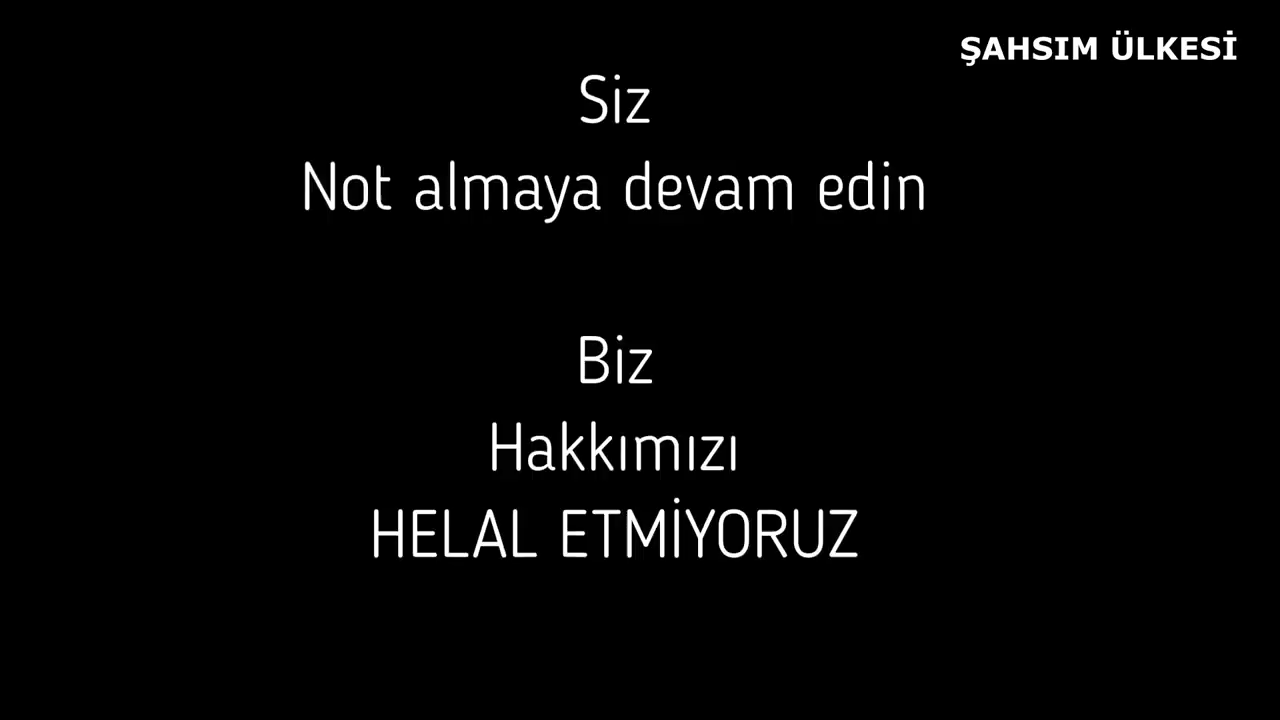 ŞAHSIM ÜLKESİ
Siz
Not almaya devam edin
Biz
Hakkımızı
HELAL ETMİYORUZ